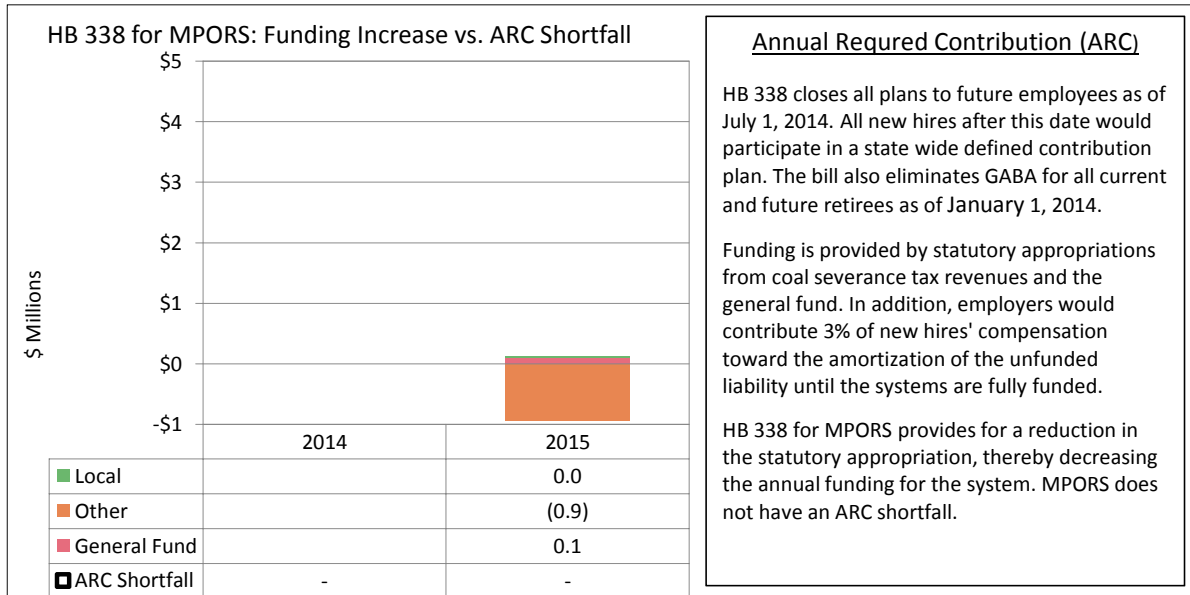 HB 338 for MPORS: Funding Increase vs. ARC Shortfall
$5
$4
$3
$2
$1
$0
-$1
$ Millions
2014 2015
Local 0.0
Other (0.9)
General Fund 0.1
ARC Shortfall - -
Annual Requred Contribution (ARC)
HB 338 closes all plans to future employees as of
July 1, 2014. All new hires after this date would
participate in a state wide defined contribution
plan. The bill also eliminates GABA for all current
and future retirees as of January 1, 2014.
Funding is provided by statutory appropriations
from coal severance tax revenues and the
general fund. In addition, employers would
contribute 3% of new hires' compensation
toward the amortization of the unfunded
liability until the systems are fully funded.
HB 338 for MPORS provides for a reduction in
the statutory appropriation, thereby decreasing
the annual funding for the system. MPORS does
not have an ARC shortfall.